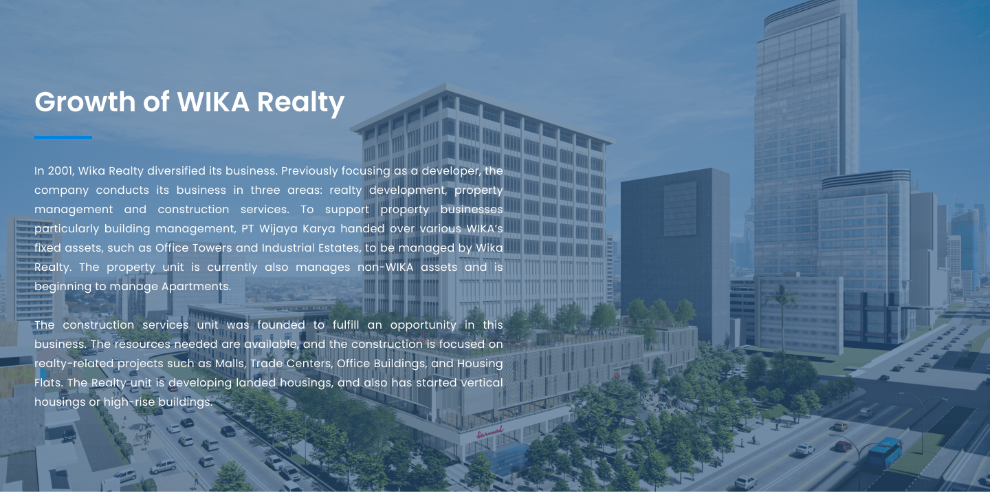 Growth of WIKA Realty
In 2001, Wika Realty diversified its business. Previously focusing as a developer, the
company conducts its business in three areas: realty development, property
management and construction services. To support property businesses
particularly building management, PT Wijaya Karya handed over various WIKA's
fixed assets, such as Office Towers and Industrial Estates, to be managed by Wika
Realty. The property unit is currently also manages non-WIKA assets and is
beginning to manage Apartments.
The construction services unit was founded to fulfill an opportunity in this
business. The resources needed are available, and the construction is focused on
realty-related projects such as Malls, Trade Centers, Office Buildings, and Housing
Flats. The Realty unit is developing landed housings, and also has started vertical
housings or high-rise buildings.